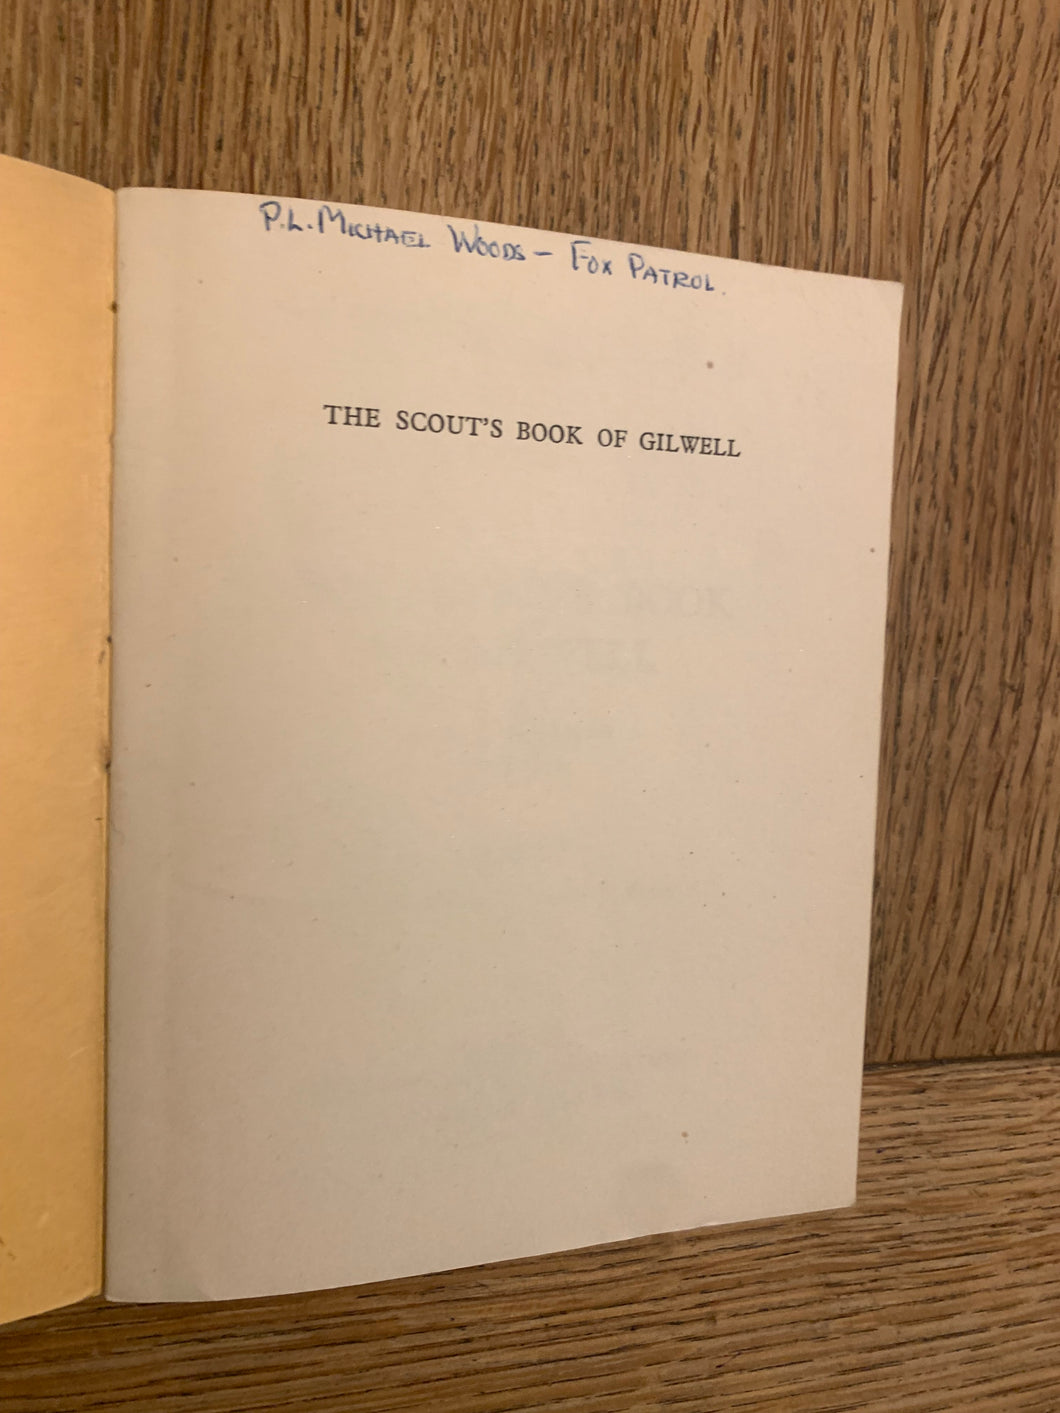 P.L. MICHAEL WOODS – FOX PATROL.
THE SCOUT'S BOOK OF GILWELL